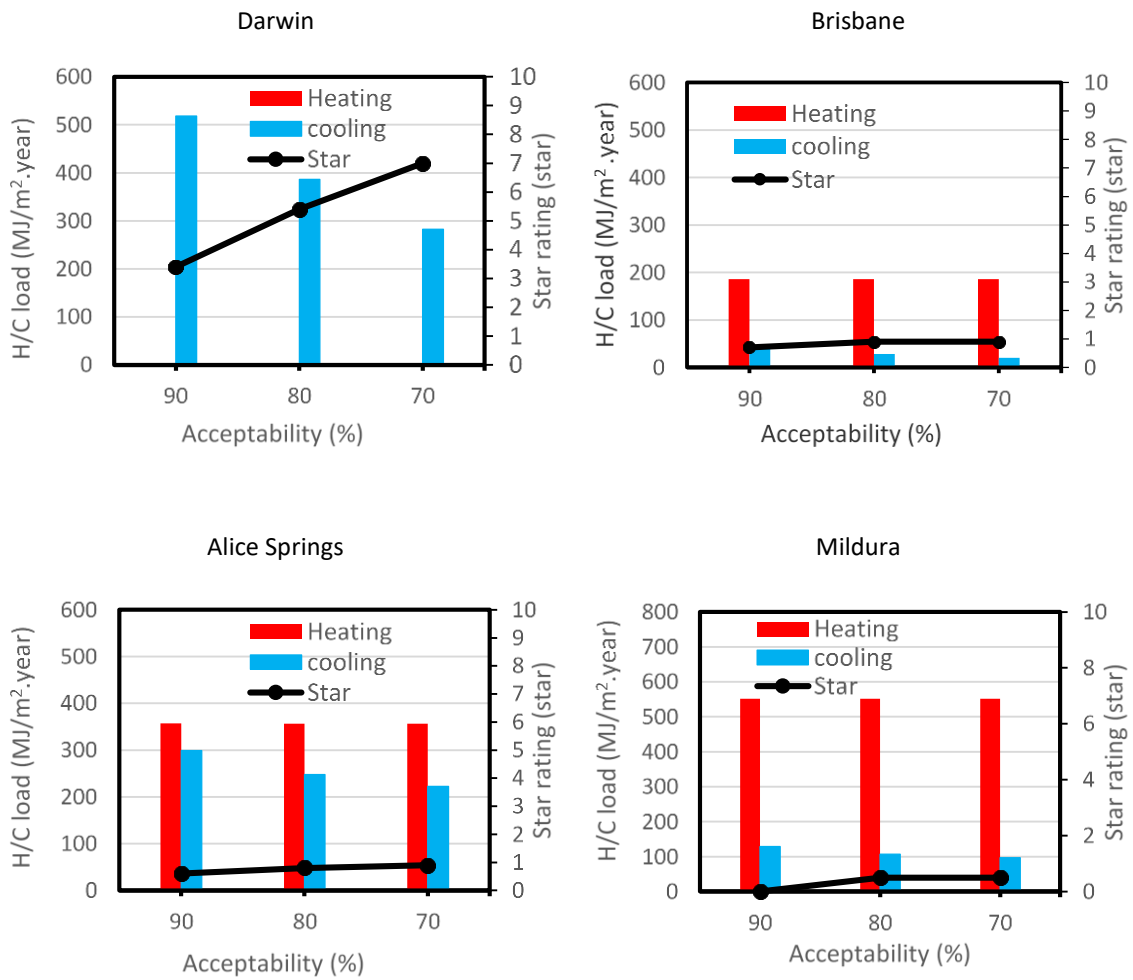 Darwin
600
500
400
300
200
100
0
H/C load (MJ/m².year)
Heating
cooling
Star
10
9
8
7
6
5
4
3
2
1
0
Star rating (star)
90 80 70
Acceptability (%)
Brisbane
600
500
400
300
200
100
0
H/C load (MJ/m².year)
Heating
cooling
Star
10
9
8
7
6
5
4
3
2
1
0
Star rating (star)
90 80 70
Acceptability (%)
Alice Springs
600
500
400
300
200
100
0
H/C load (MJ/m².year)
Heating
cooling
Star
10
9
8
7
6
5
4
3
2
1
0
Star rating (star)
90 80 70
Acceptability (%)
Mildura
800
700
600
500
400
300
200
100
0
H/C load (MJ/m².year)
Heating
cooling
Star
10
8
6
4
2
0
Star rating (star)
90 80 70
Acceptability (%)